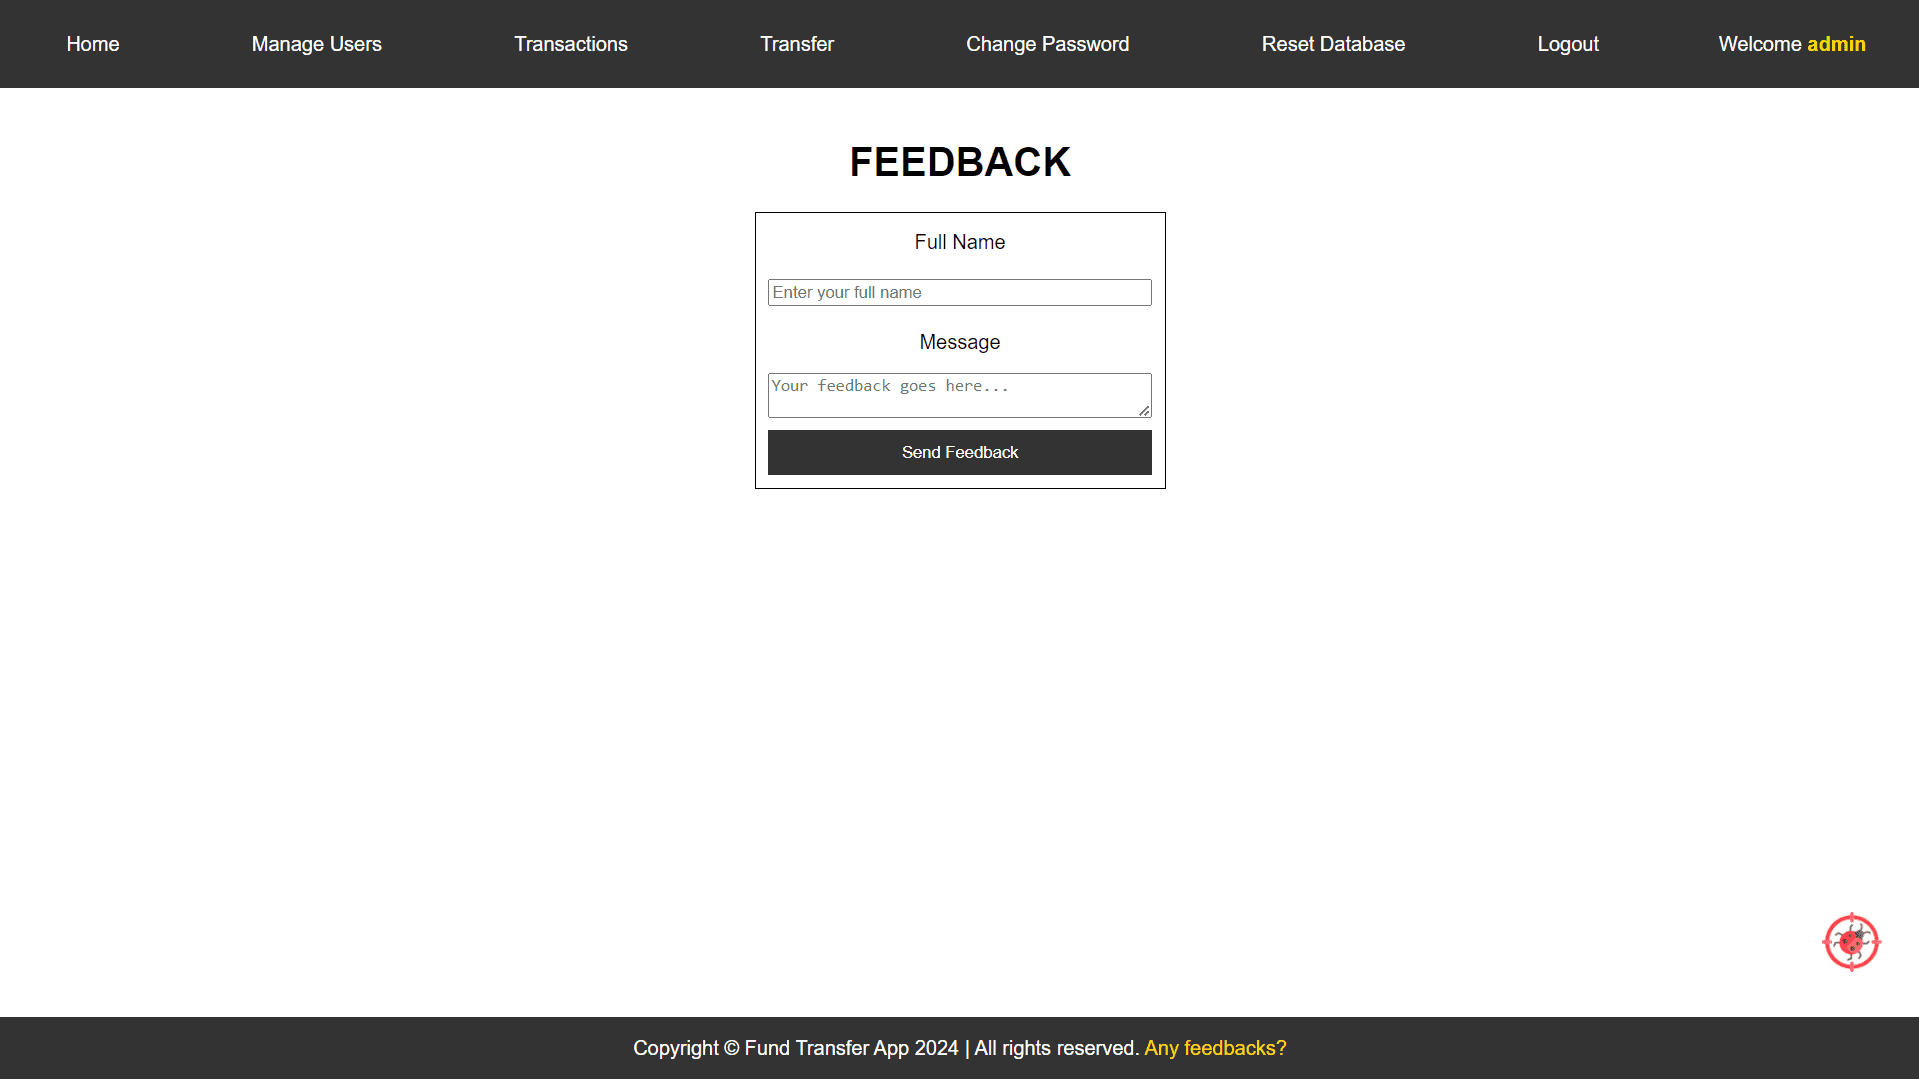 Home Manage Users Transactions Transfer Change Password Reset Database Logout Welcome admin
FEEDBACK
Full Name
Enter your full name
Message
Your feedback goes here...
Send Feedback
Copyright © Fund Transfer App 2024 | All rights reserved. Any feedbacks?